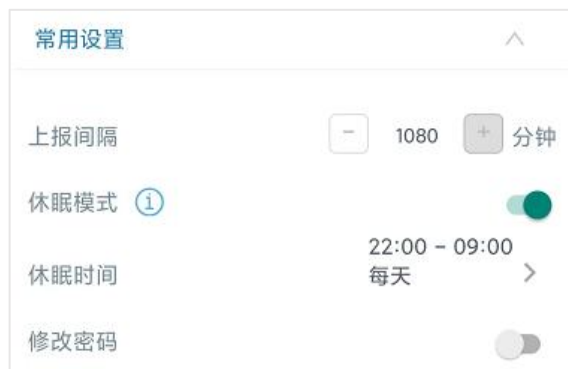 常用设置
上报间隔 - 1080 + 分钟
休眠模式 i
22:00 - 09:00
休眠时间 每天
修改密码